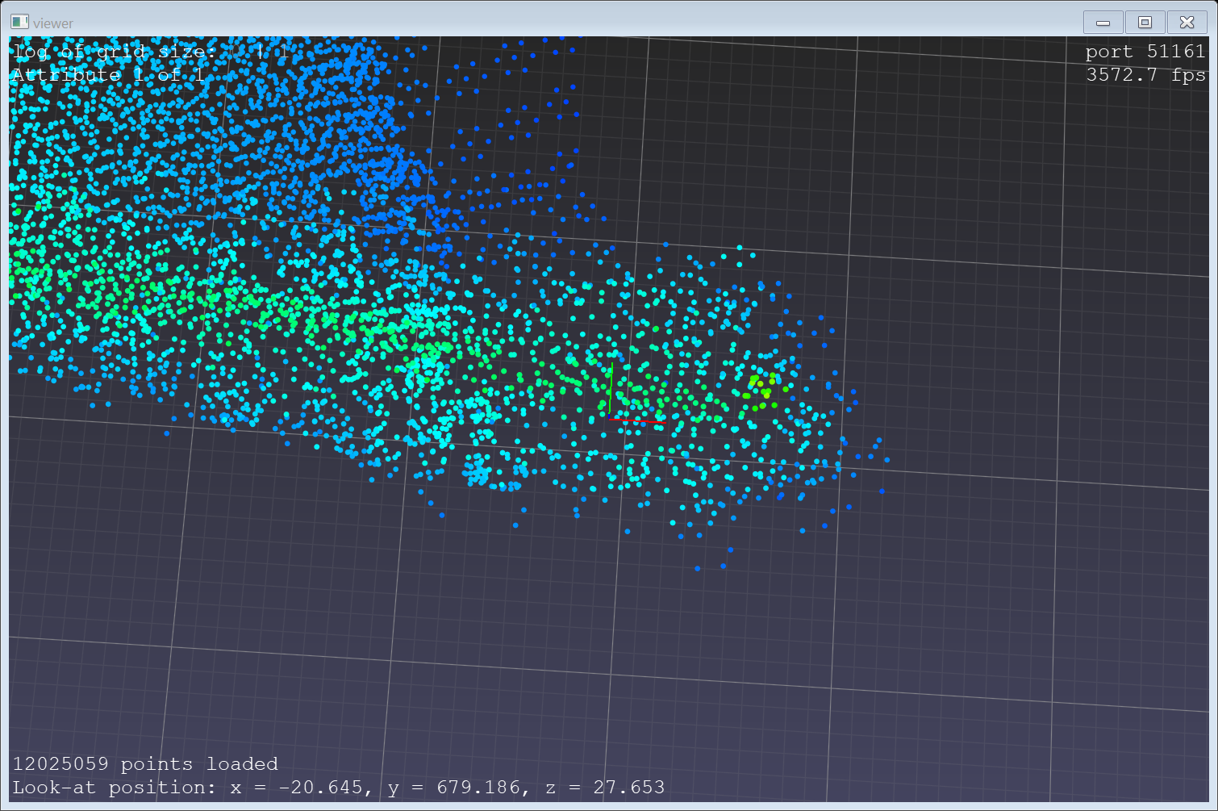 viewer
log of grid size: | 1
port 51161
Attribute 1 of 1
3572.7 fps
12025059 points loaded
Look-at position: x = -20.645, y = 679.186, z = 27.653